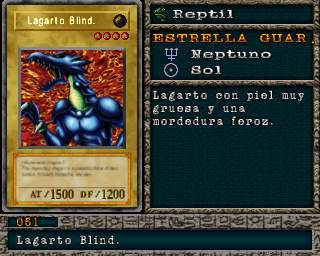 Lagarto Blind.
AT/1500 DF/1200
Reptil
ESTRELLA GUAR.
Neptuno
Sol
Lagarto con piel muy
gruesa y una
mordedura feroz.
051
Lagarto Blind.